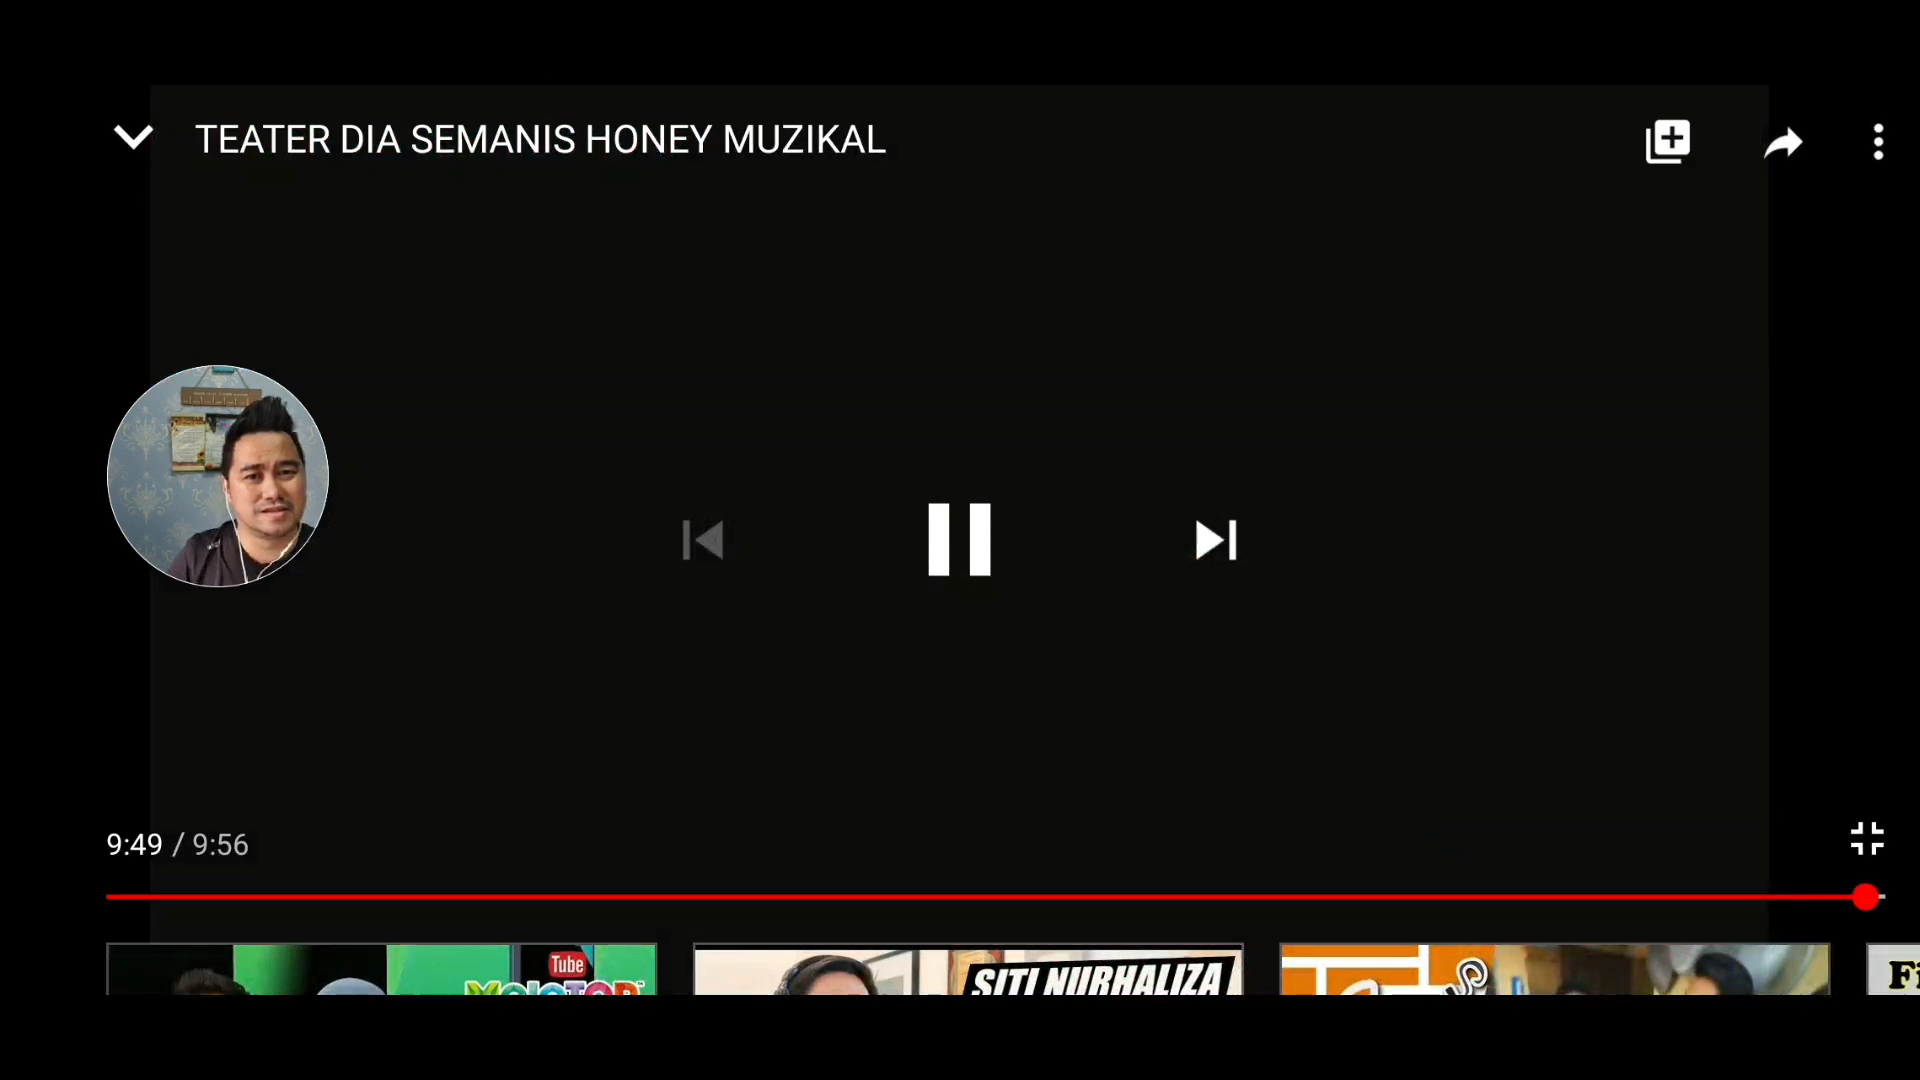 TEATER DIA SEMANIS HONEY MUZIKAL
9:49 / 9:56
Tube
SITI NURHALIZA